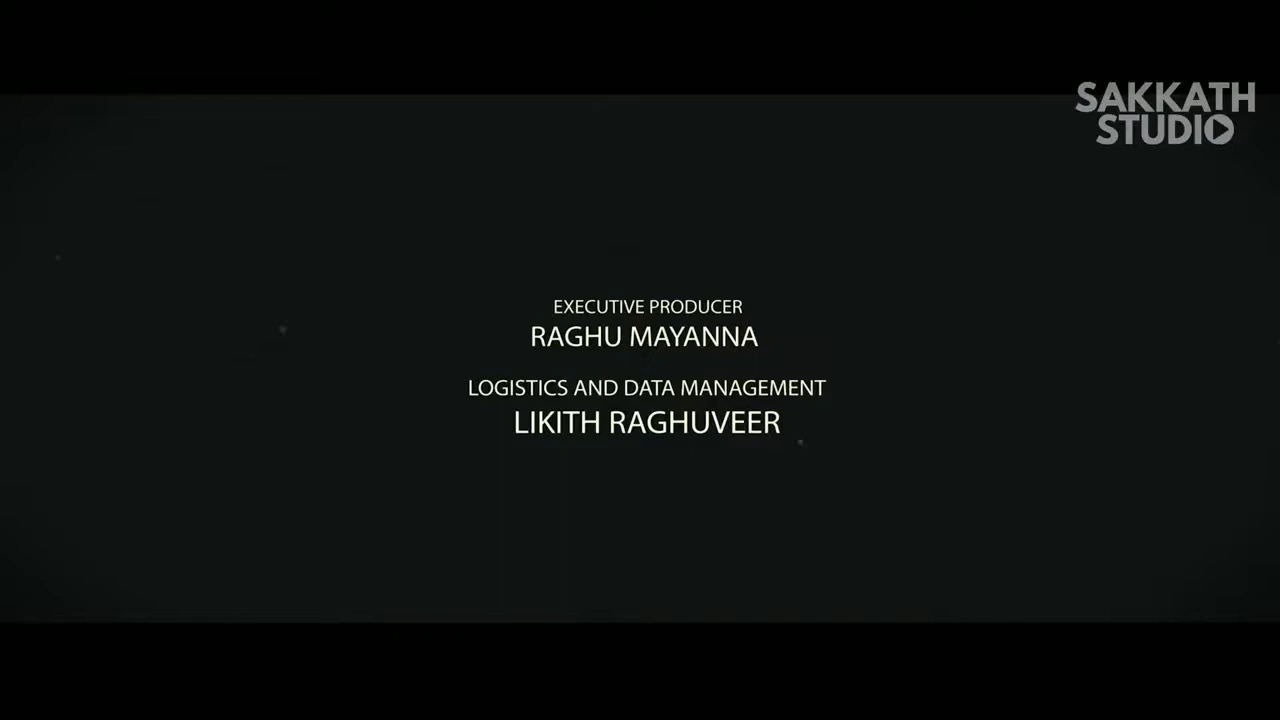 SAKKATH
STUDIO
EXECUTIVE PRODUCER
RAGHU MAYANNA
LOGISTICS AND DATA MANAGEMENT
LIKITH RAGHUVEER